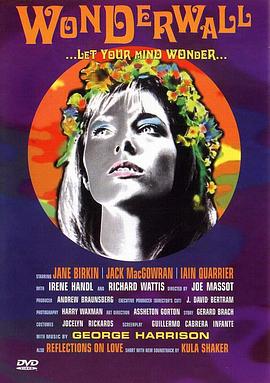 WONDERWALL
...LET YOUR MIND WONDER...
STARRING JANE BIRKIN | JACK MacGOWRAN | IAIN QUARRIER
WITH IRENE HANDL AND RICHARD WATTIS DIRECTED BY JOE MASSOT
PRODUCER ANDREW BRAUNSBERG EXECUTIVE PRODUCER (DIRECTOR'S CUT) J. DAVID BERTRAM
PHOTOGRAPHY HARRY WAXMAN ART DIRECTION ASSHETON GORTON STORY GERARD BRACH
COSTUMES JOCELYN RICKARDS SCREENPLAY GUILLERMO CABRERA INFANTE
WITH MUSIC BY GEORGE HARRISON
ALSO REFLECTIONS ON LOVE SHORT WITH NEW SOUNDTRACK BY KULA SHAKER
DVD
VIDEO